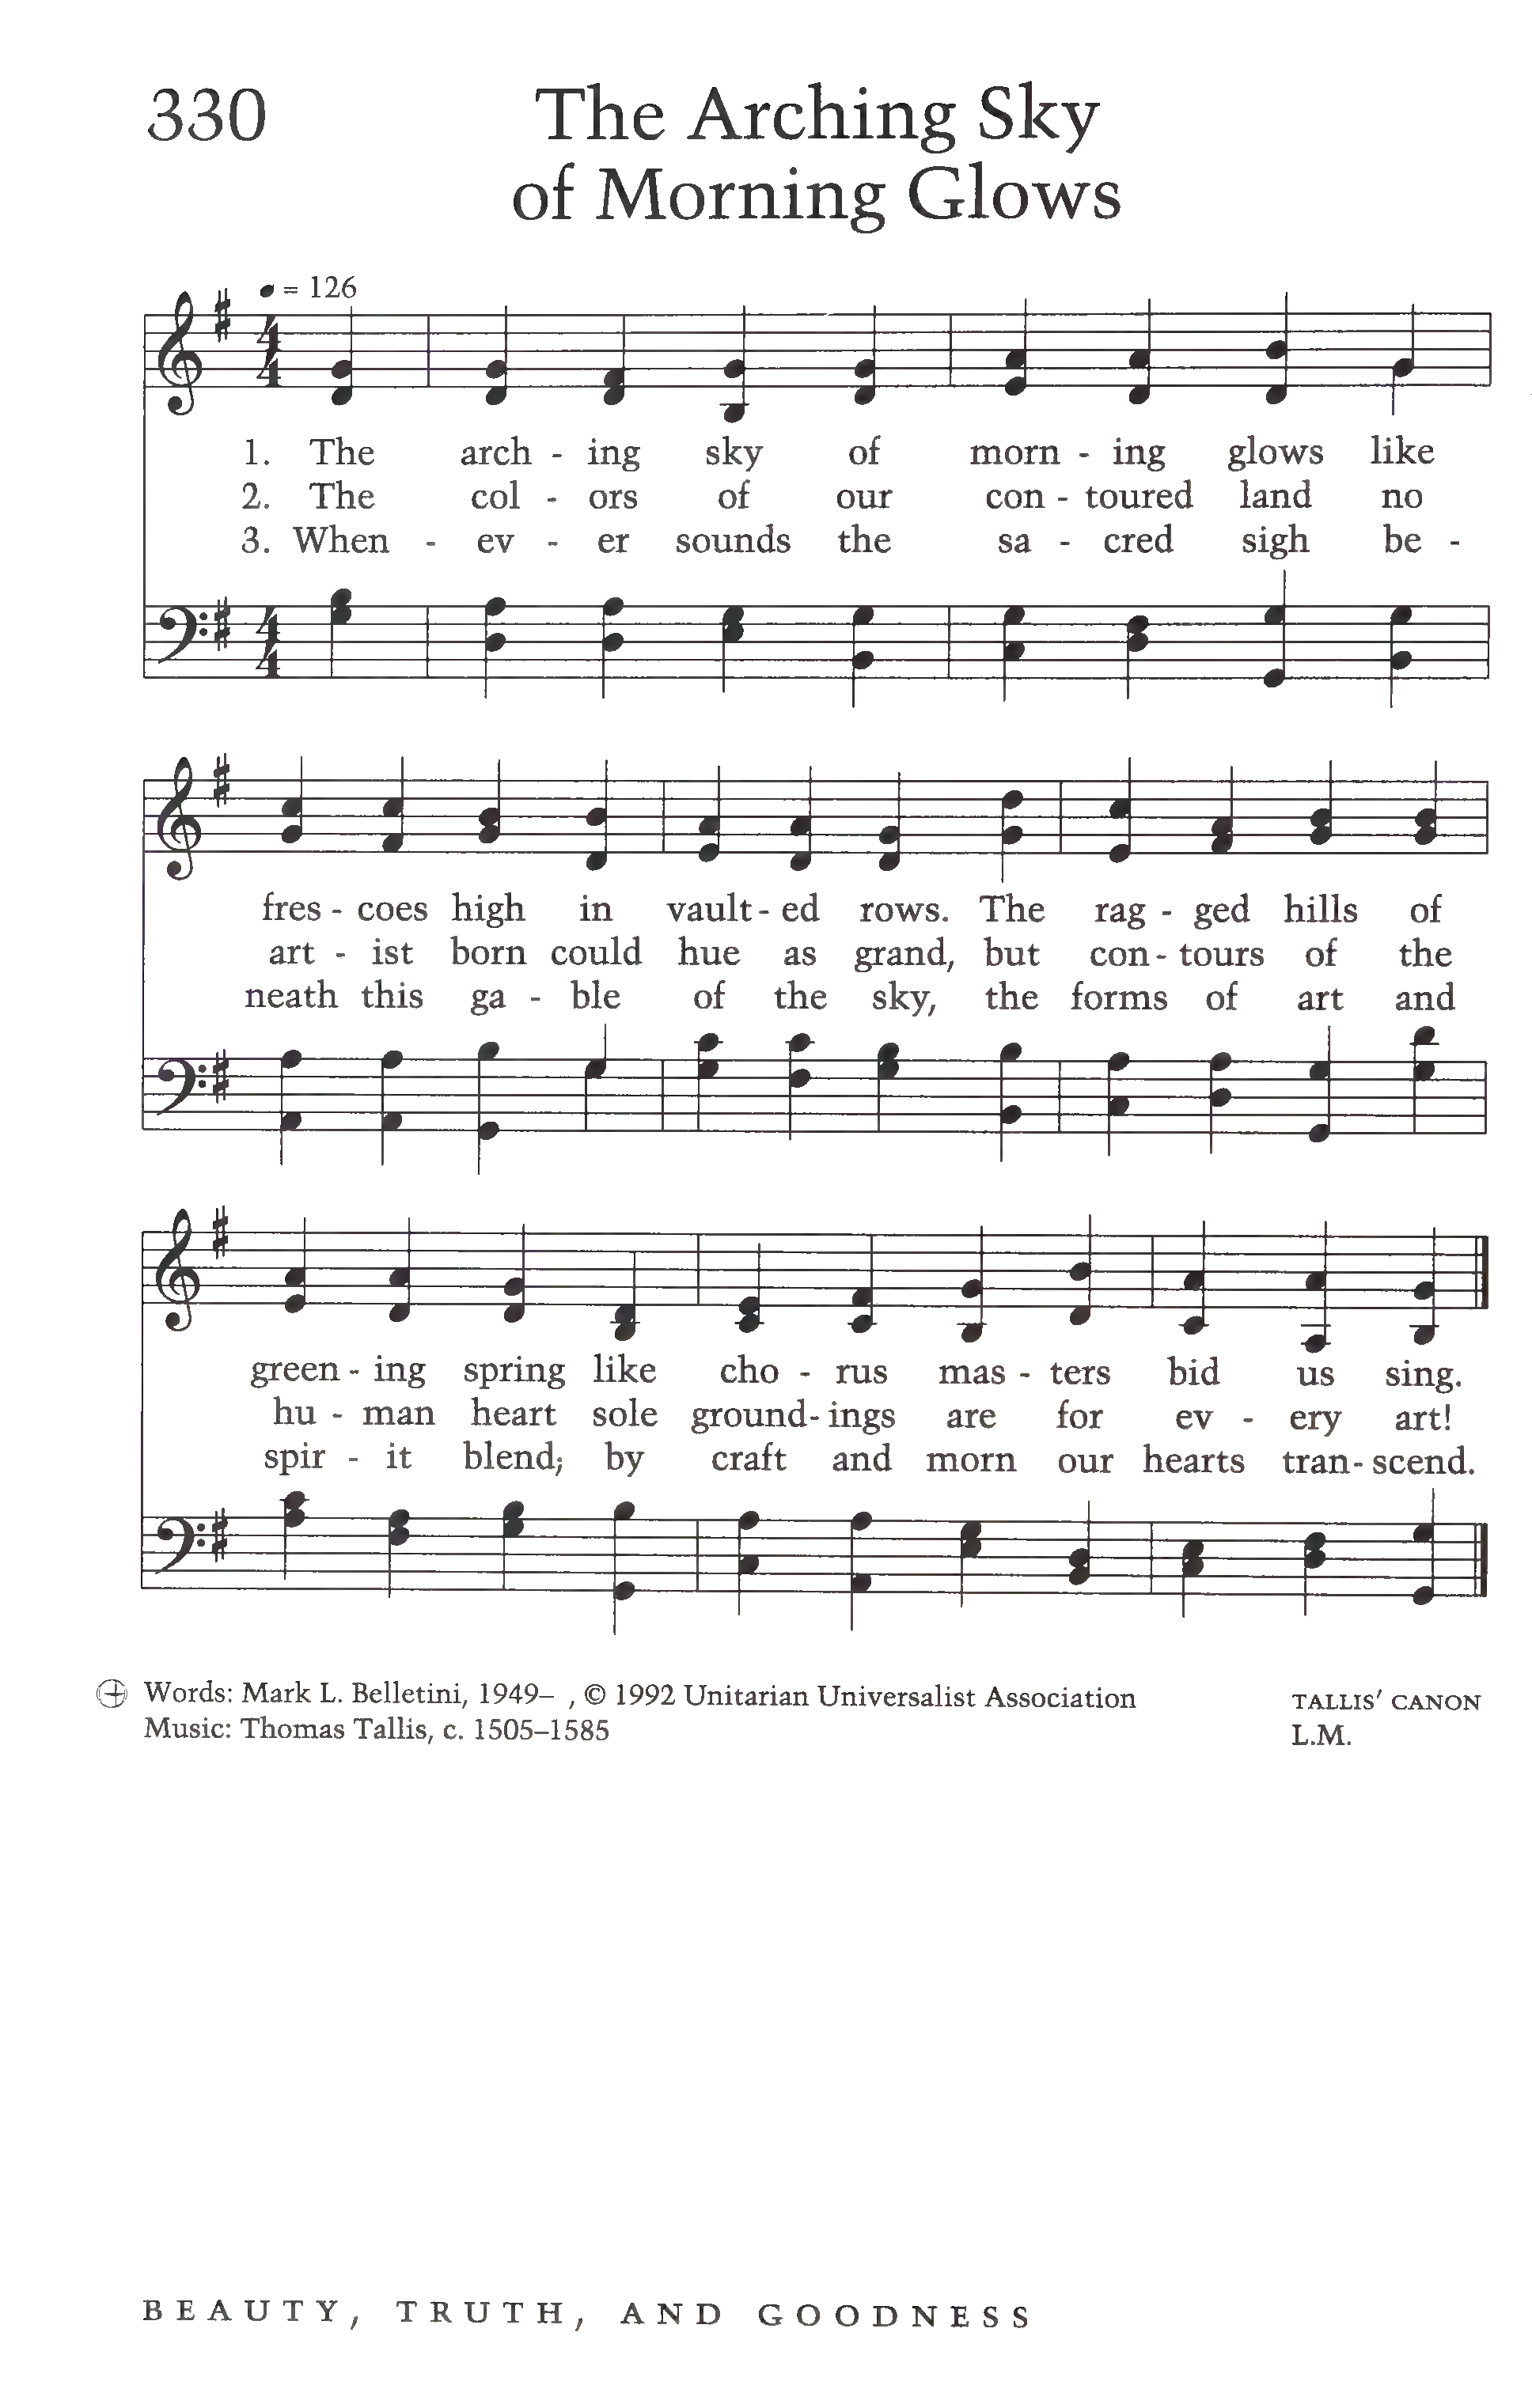 330
The Arching Sky
of Morning Glows
♩ = 126
1. The arch - ing sky of morn - ing glows like
2. The col - ors of our con - toured land no
3. When - ev - er sounds the sa - cred sigh be -
fres - coes high in vault - ed rows. The rag - ged hills of
art - ist born could hue as grand, but con - tours of the
neath this ga - ble of the sky, the forms of art and
green - ing spring like cho - rus mas - ters bid us sing.
hu - man heart sole ground - ings are for ev - ery art!
spir - it blend; by craft and morn our hearts tran - scend.
Words: Mark L. Belletini, 1949– , © 1992 Unitarian Universalist Association
TALLIS' CANON
Music: Thomas Tallis, c. 1505–1585
L.M.
BEAUTY, TRUTH, AND GOODNESS